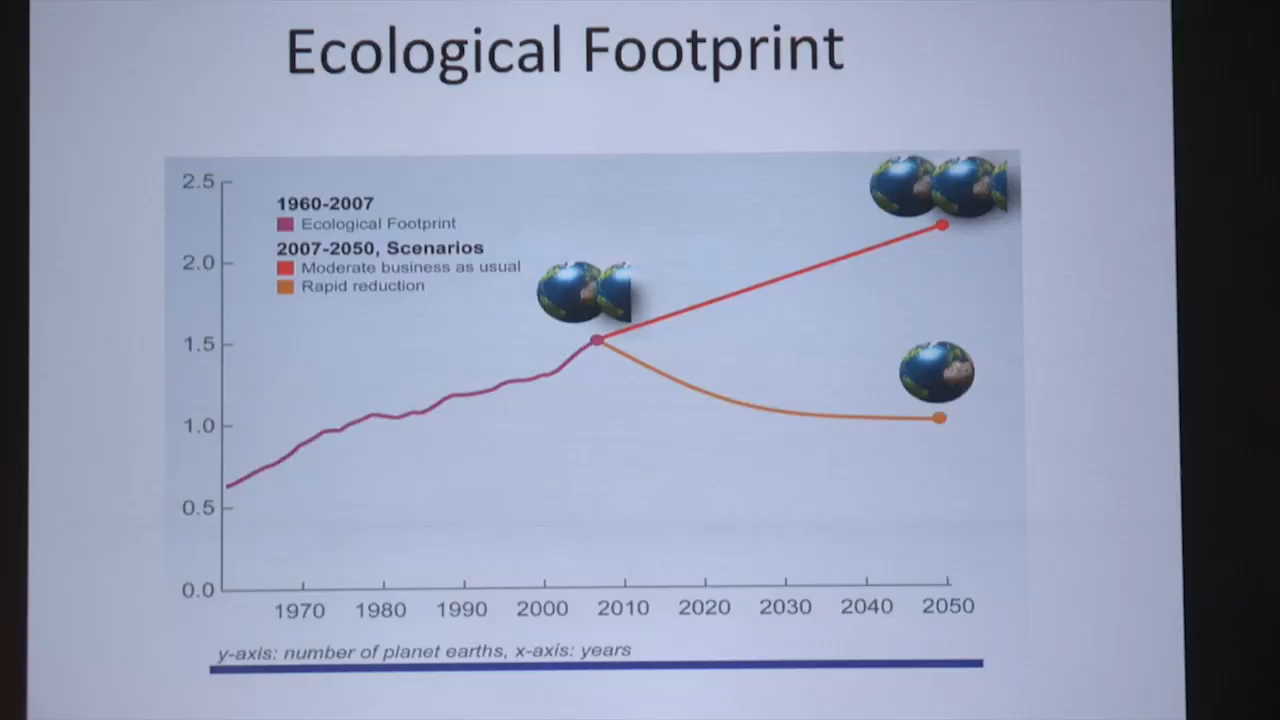 Ecological Footprint
2.5
2.0
1.5
1.0
0.5
0.0
1960-2007
Ecological Footprint
2007-2050, Scenarios
Moderate business as usual
Rapid reduction
1970 1980 1990 2000 2010 2020 2030 2040 2050
y-axis: number of planet earths, x-axis: years